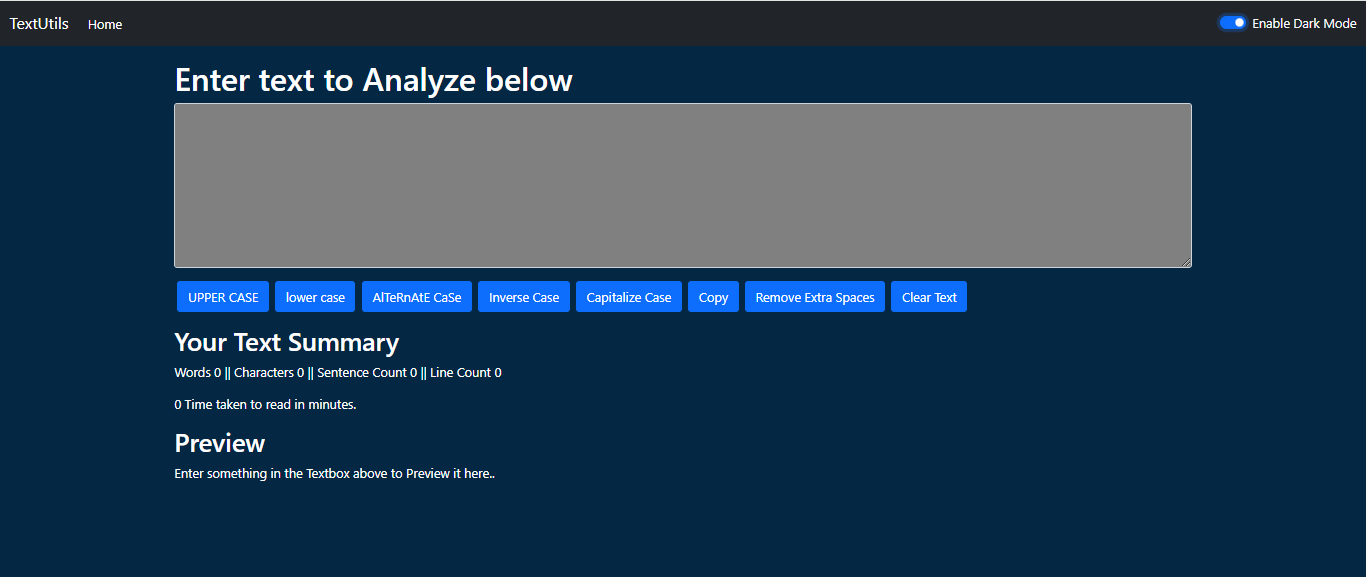 TextUtils Home Enable Dark Mode
Enter text to Analyze below
UPPER CASE lower case AlTeRnAtE CaSe Inverse Case Capitalize Case Copy Remove Extra Spaces Clear Text
Your Text Summary
Words 0 || Characters 0 || Sentence Count 0 || Line Count 0
0 Time taken to read in minutes.
Preview
Enter something in the Textbox above to Preview it here..